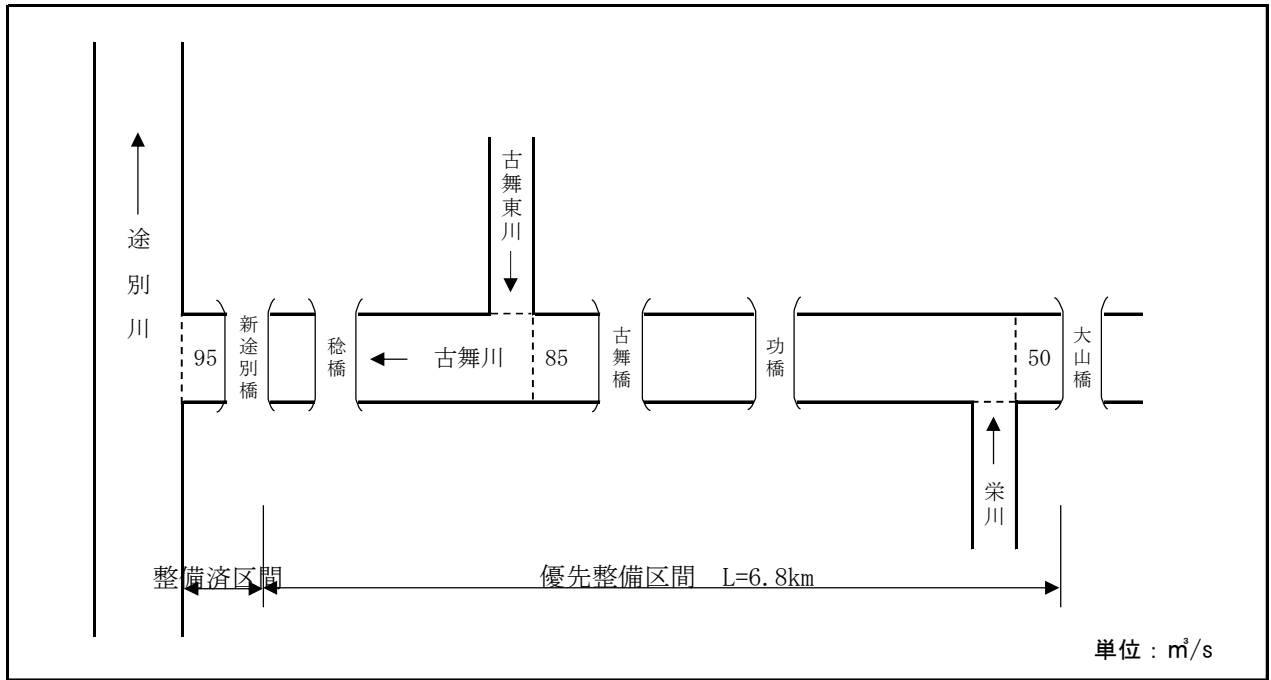 途別川
95
新途別橋
稔橋
古舞川
古舞東川
85
古舞橋
功橋
50
大山橋
栄川
整備済区間
優先整備区間 L=6.8km
単位：㎥/s